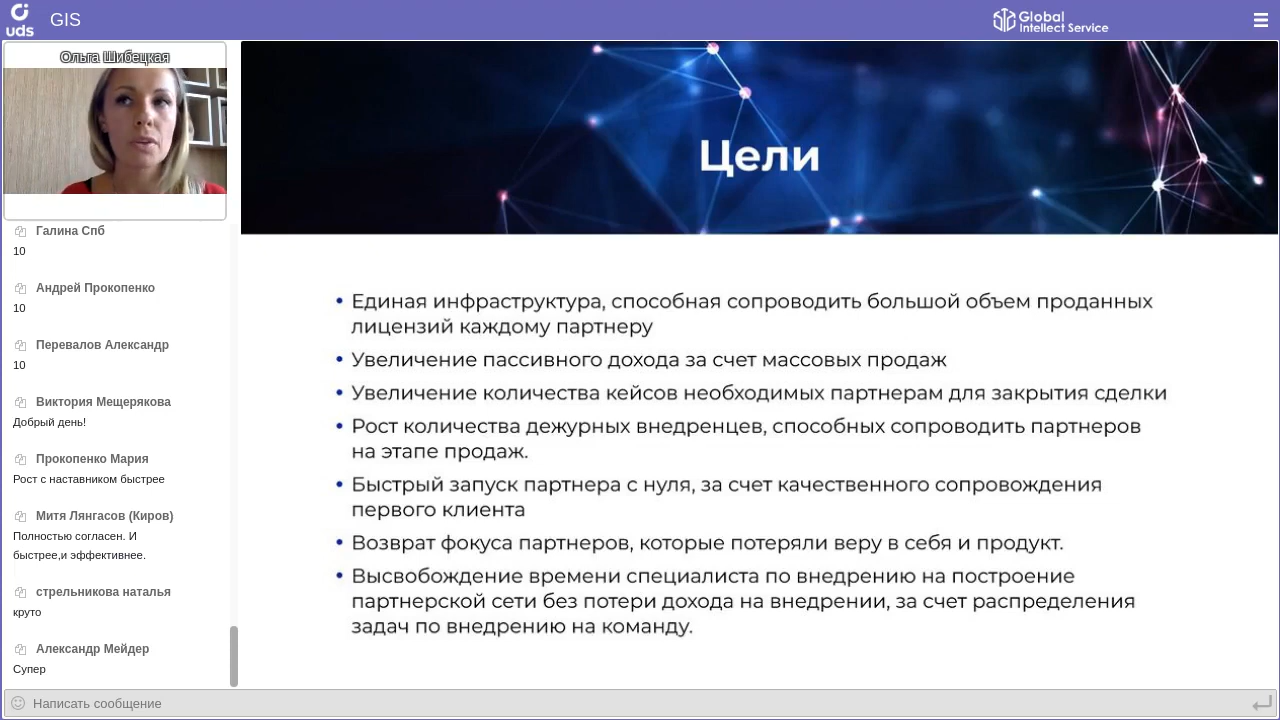 uds
GIS
Global
Intellect Service
Ольга Шибецкая
Галина Спб
10
Андрей Прокопенко
10
Перевалов Александр
10
Виктория Мещерякова
Добрый день!
Прокопенко Мария
Рост с наставником быстрее
Митя Лянгасов (Киров)
Полностью согласен. И
быстрее,и эффективнее.
стрельникова наталья
круто
Александр Мейдер
Супер
Написать сообщение
Цели
• Единая инфраструктура, способная сопроводить большой объем проданных
лицензий каждому партнеру
• Увеличение пассивного дохода за счет массовых продаж
• Увеличение количества кейсов необходимых партнерам для закрытия сделки
• Рост количества дежурных внедренцев, способных сопроводить партнеров
на этапе продаж.
• Быстрый запуск партнера с нуля, за счет качественного сопровождения
первого клиента
• Возврат фокуса партнеров, которые потеряли веру в себя и продукт.
• Высвобождение времени специалиста по внедрению на построение
партнерской сети без потери дохода на внедрении, за счет распределения
задач по внедрению на команду.